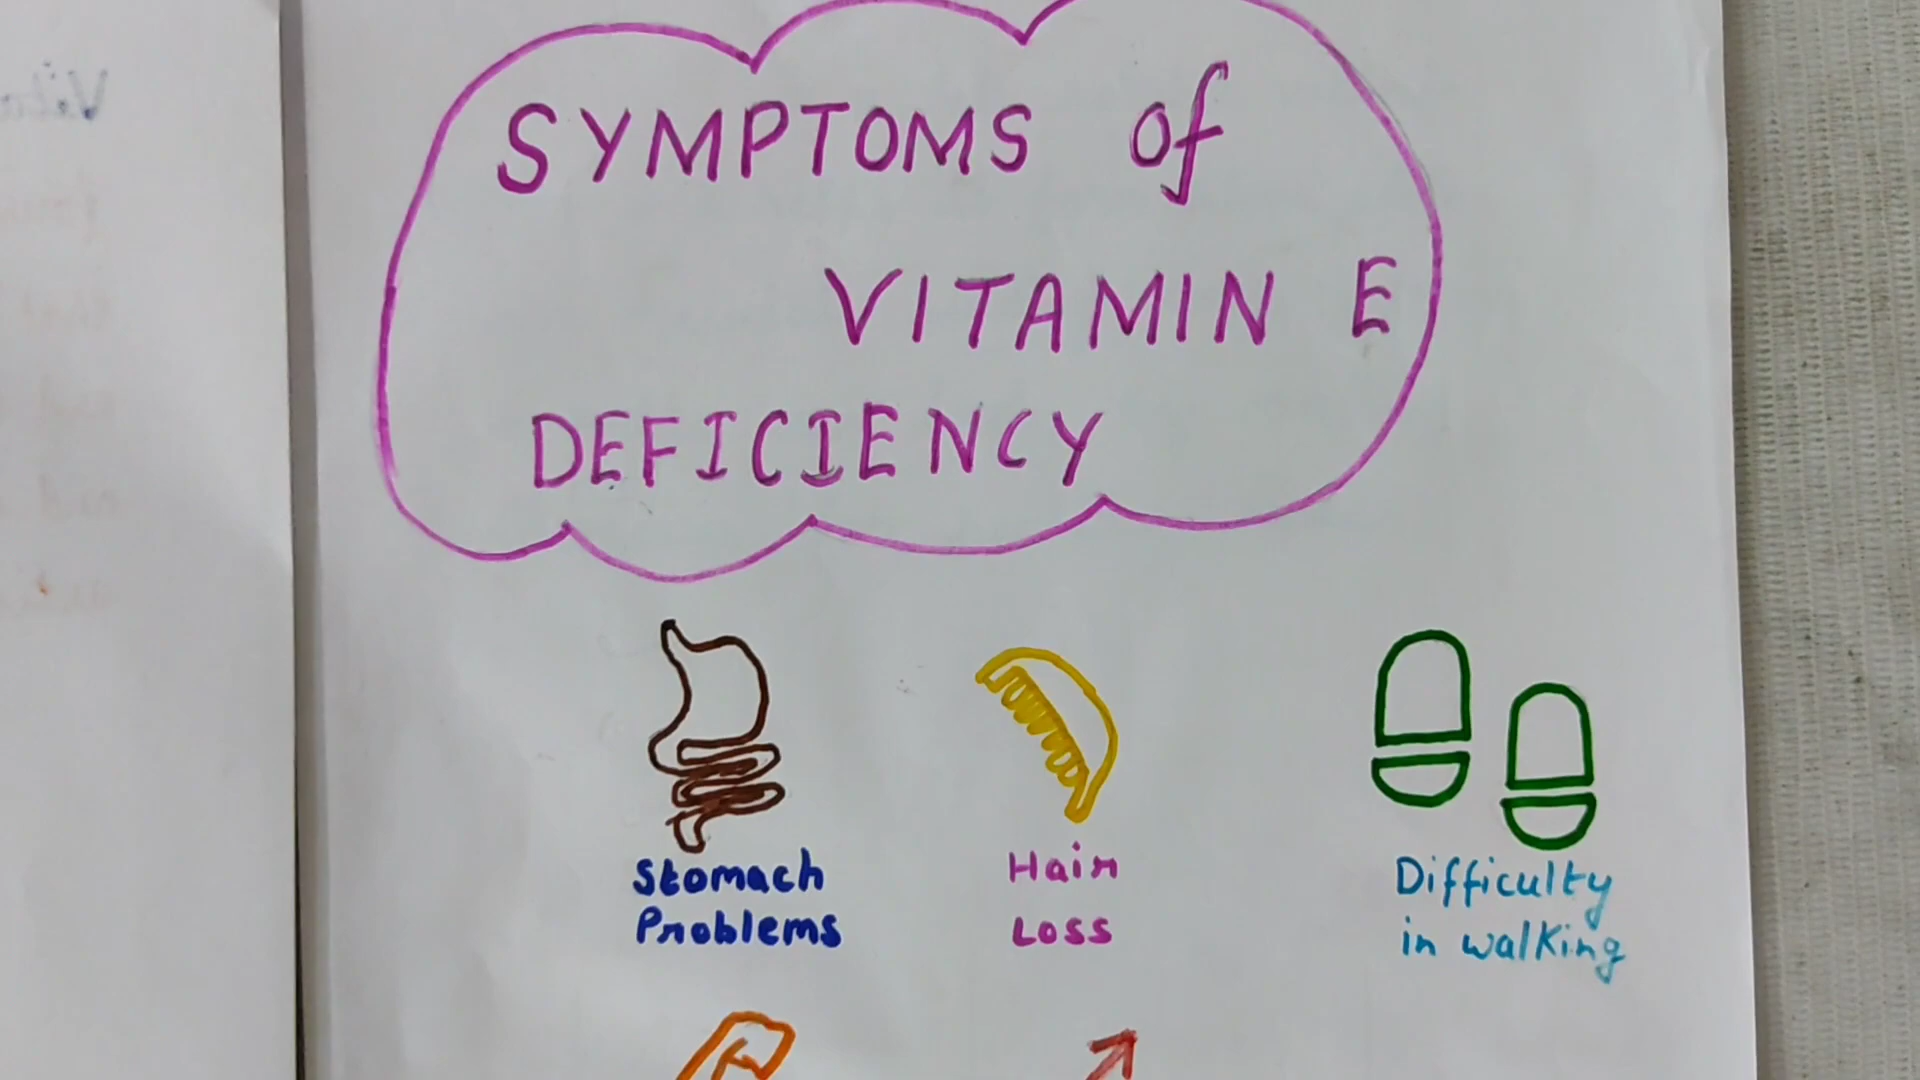 SYMPTOMS of
VITAMIN E
DEFICIENCY
Stomach
Problems
Hair
Loss
Difficulty
in walking